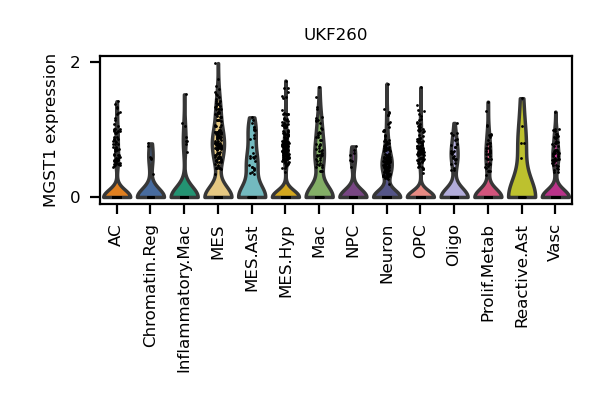 UKF260
MGST1 expression
2
0
AC
Chromatin.Reg
Inflammatory.Mac
MES
MES.Ast
MES.Hyp
Mac
NPC
Neuron
OPC
Oligo
Prolif.Metab
Reactive.Ast
Vasc